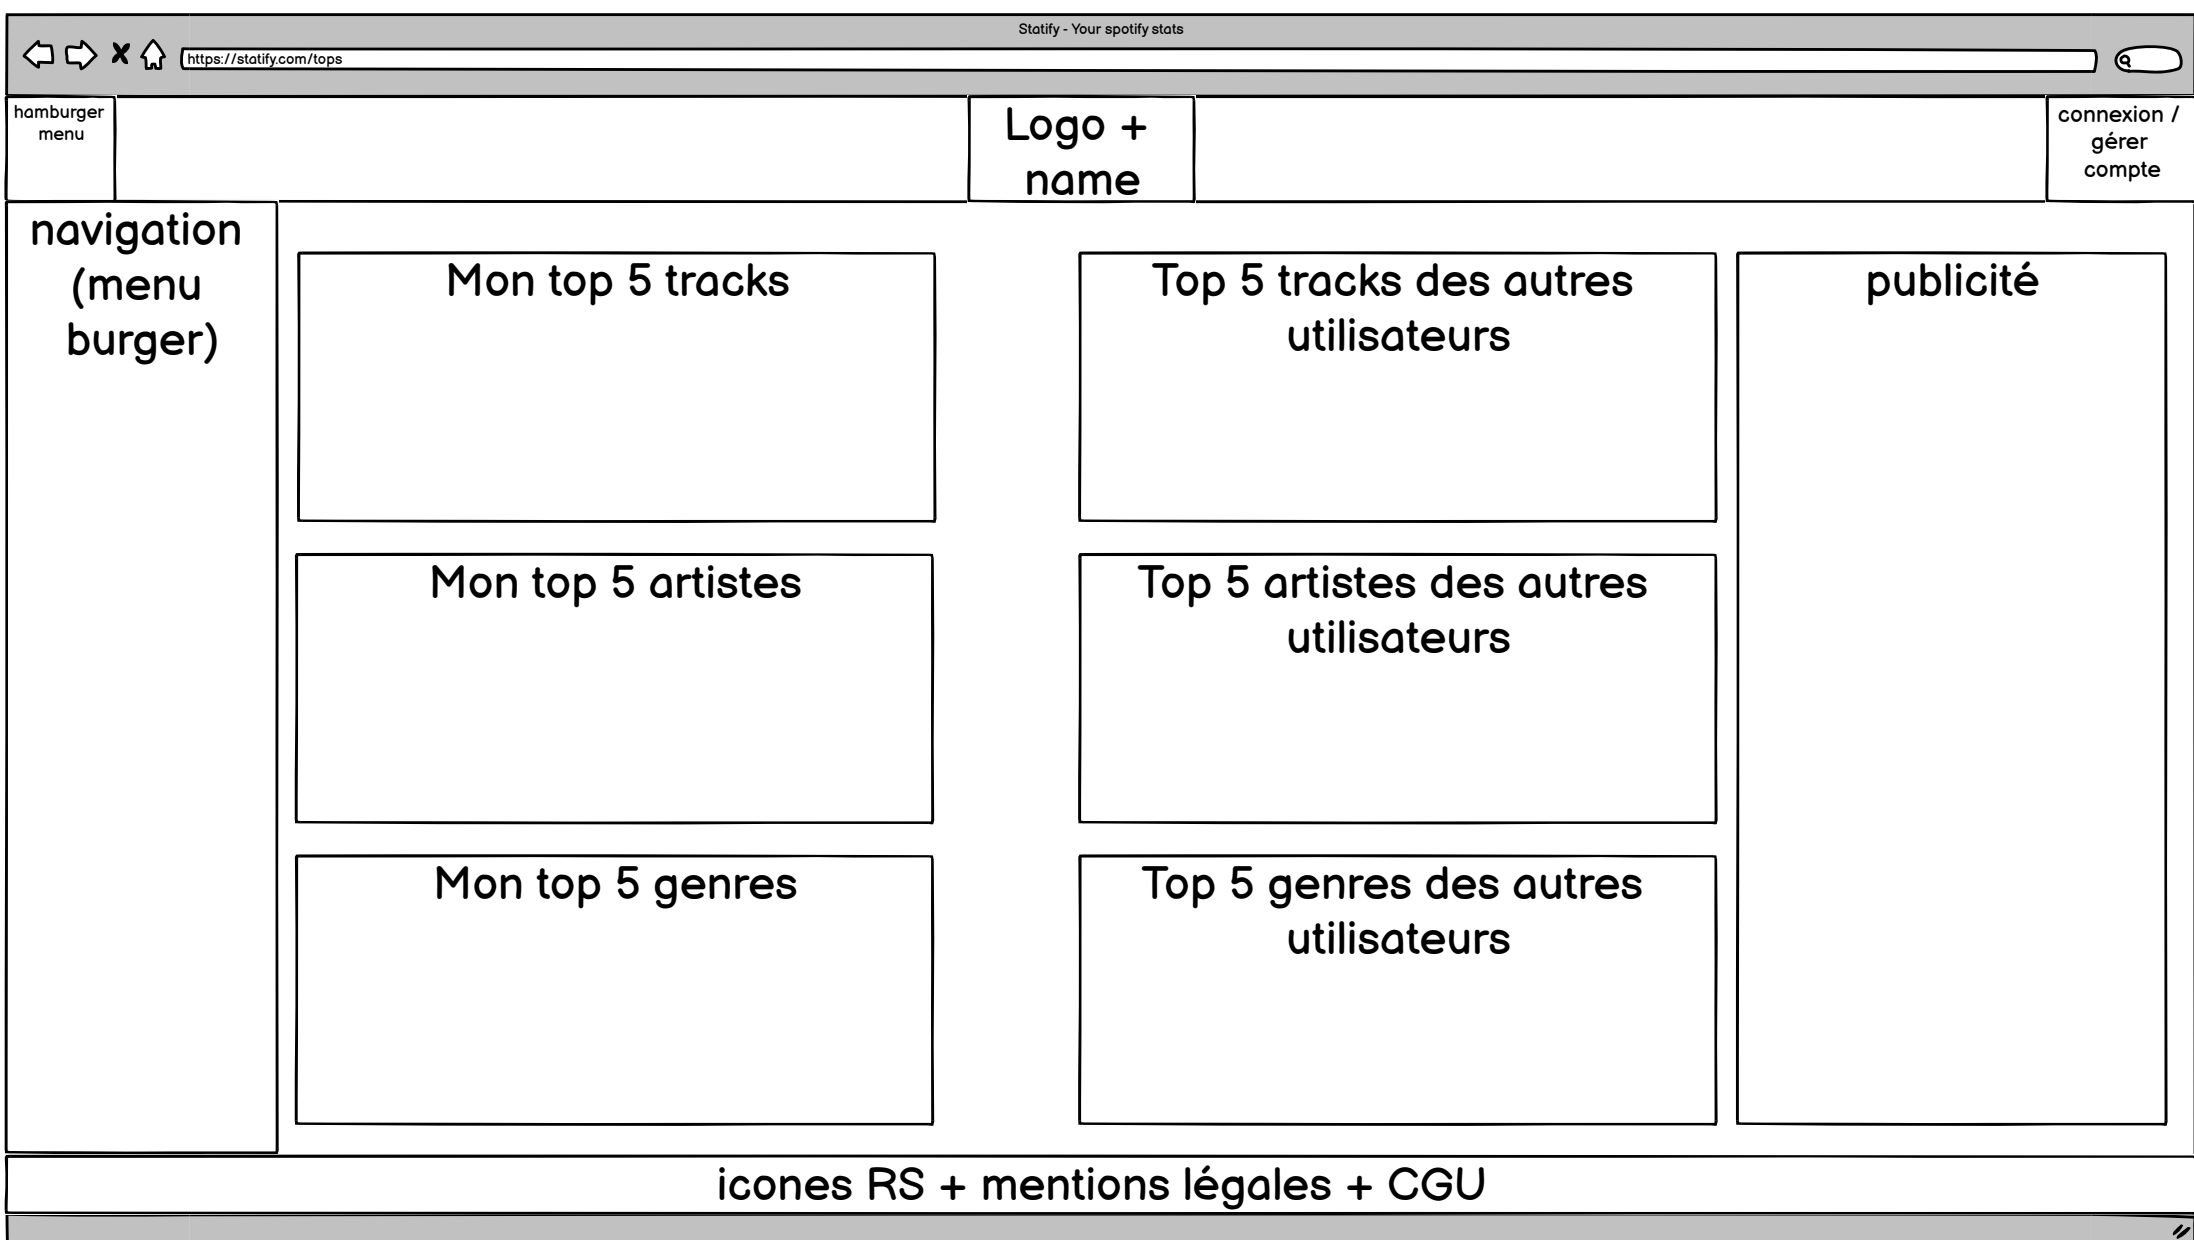 Statify - Your spotify stats
https://statify.com/tops
hamburger
menu
Logo +
name
connexion /
gérer
compte
navigation
(menu
burger)
Mon top 5 tracks
Top 5 tracks des autres
utilisateurs
publicité
Mon top 5 artistes
Top 5 artistes des autres
utilisateurs
Mon top 5 genres
Top 5 genres des autres
utilisateurs
icones RS + mentions légales + CGU